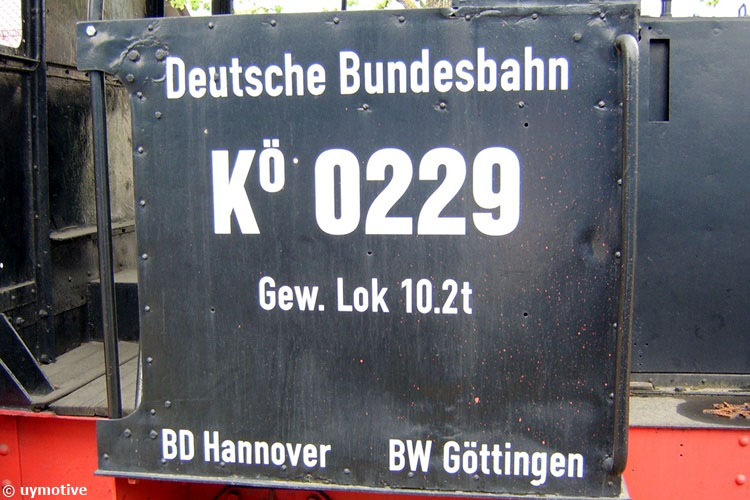 Deutsche Bundesbahn
Kö 0229
Gew. Lok 10.2t
BD Hannover BW Göttingen
© uymotive